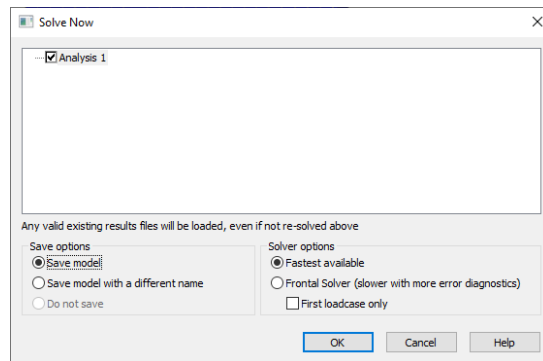 Solve Now
Analysis 1
Any valid existing results files will be loaded, even if not re-solved above
Save options
Save model
Save model with a different name
Do not save
Solver options
Fastest available
Frontal Solver (slower with more error diagnostics)
First loadcase only
OK Cancel Help